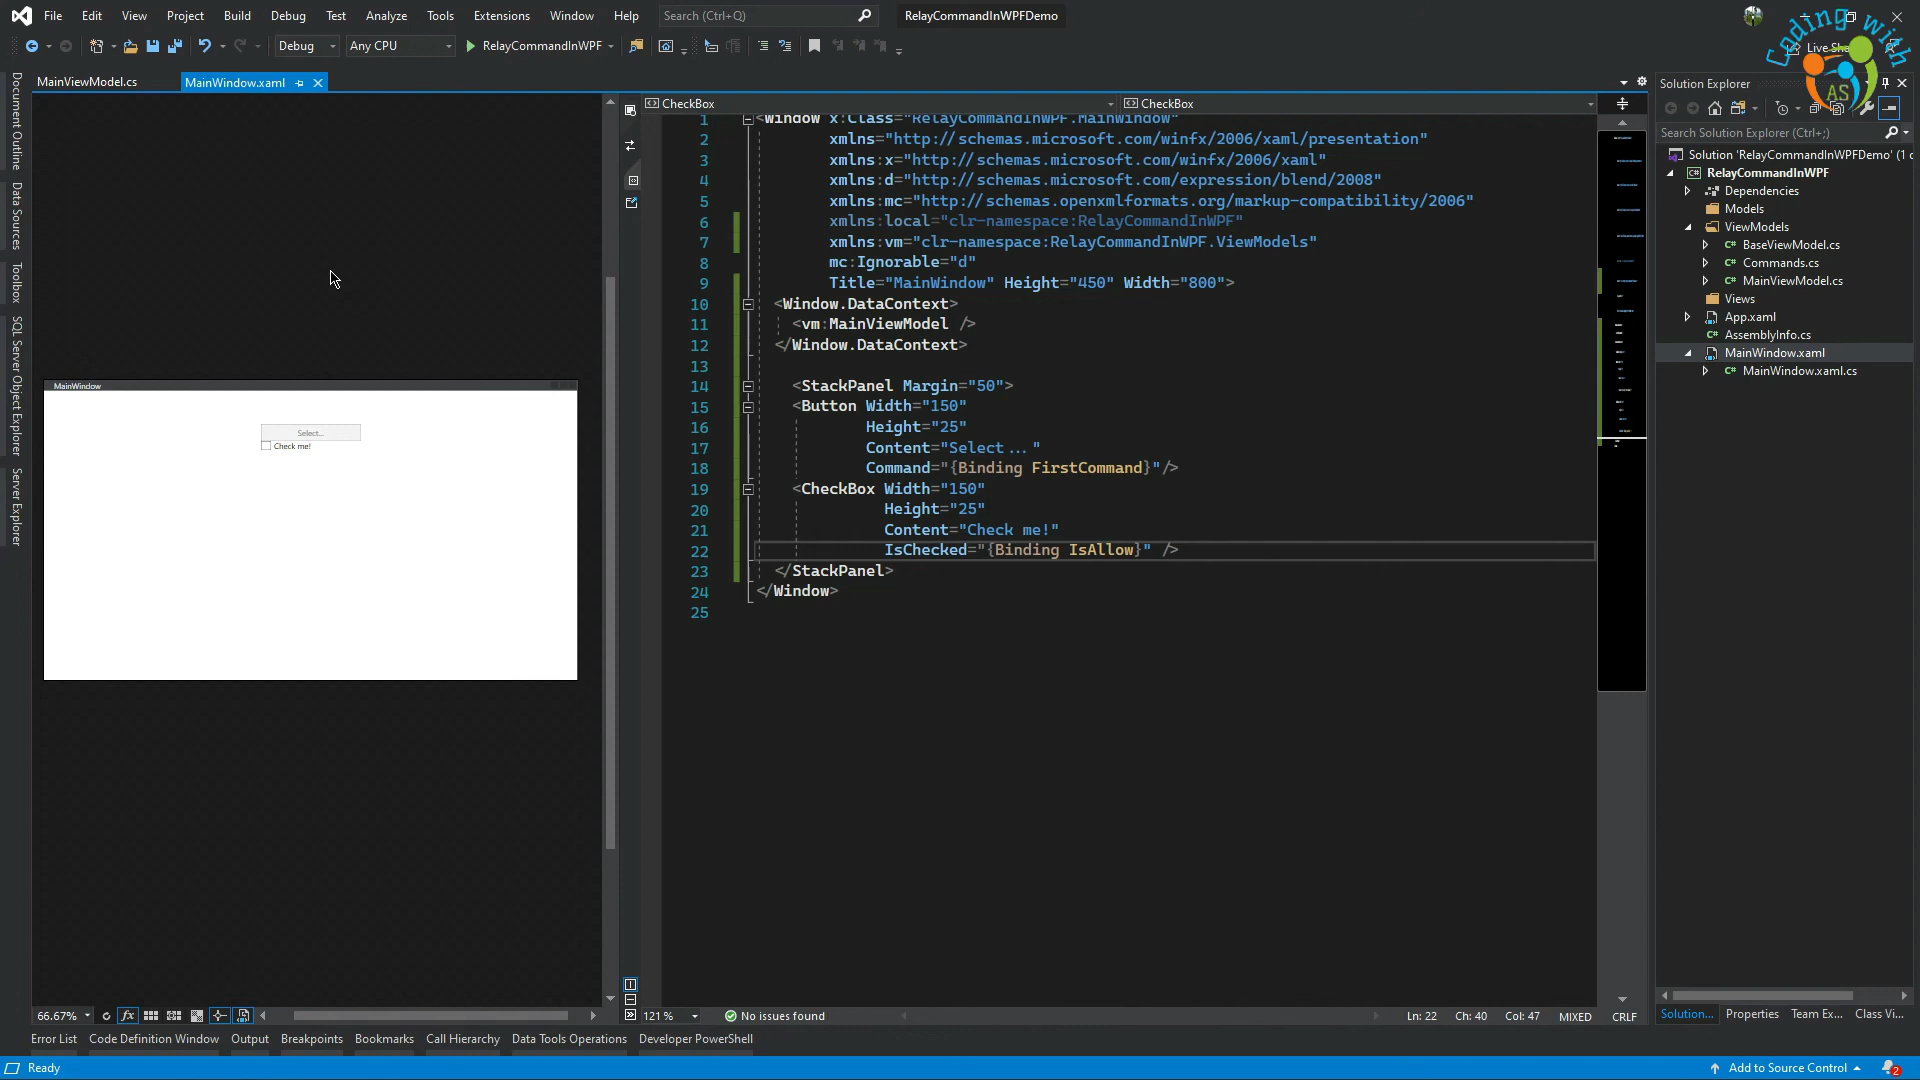 File Edit View Project Build Debug Test Analyze Tools Extensions Window Help Search (Ctrl+Q) RelayCommandInWPFDemo
Debug Any CPU RelayCommandInWPF Live Sha
Coding with
AS
MainViewModel.cs MainWindow.xaml
Document Outline
Data Sources
Toolbox
SQL Server Object Explorer
Server Explorer
MainWindow
Select...
Check me!
CheckBox CheckBox
1 <Window x:Class="RelayCommandInWPF.MainWindow"
2 xmlns="http://schemas.microsoft.com/winfx/2006/xaml/presentation"
3 xmlns:x="http://schemas.microsoft.com/winfx/2006/xaml"
4 xmlns:d="http://schemas.microsoft.com/expression/blend/2008"
5 xmlns:mc="http://schemas.openxmlformats.org/markup-compatibility/2006"
6 xmlns:local="clr-namespace:RelayCommandInWPF"
7 xmlns:vm="clr-namespace:RelayCommandInWPF.ViewModels"
8 mc:Ignorable="d"
9 Title="MainWindow" Height="450" Width="800">
10 <Window.DataContext>
11 <vm:MainViewModel />
12 </Window.DataContext>
13
14 <StackPanel Margin="50">
15 <Button Width="150"
16 Height="25"
17 Content="Select..."
18 Command="{Binding FirstCommand}"/>
19 <CheckBox Width="150"
20 Height="25"
21 Content="Check me!"
22 IsChecked="{Binding IsAllow}" />
23 </StackPanel>
24 </Window>
25
Solution Explorer
Search Solution Explorer (Ctrl+;)
Solution 'RelayCommandInWPFDemo' (1 c
RelayCommandInWPF
Dependencies
Models
ViewModels
BaseViewModel.cs
Commands.cs
MainViewModel.cs
Views
App.xaml
AssemblyInfo.cs
MainWindow.xaml
MainWindow.xaml.cs
66.67% fx 121 % No issues found Ln: 22 Ch: 40 Col: 47 MIXED CRLF
Solution... Properties Team Ex... Class Vi...
Error List Code Definition Window Output Breakpoints Bookmarks Call Hierarchy Data Tools Operations Developer PowerShell
Ready Add to Source Control 2